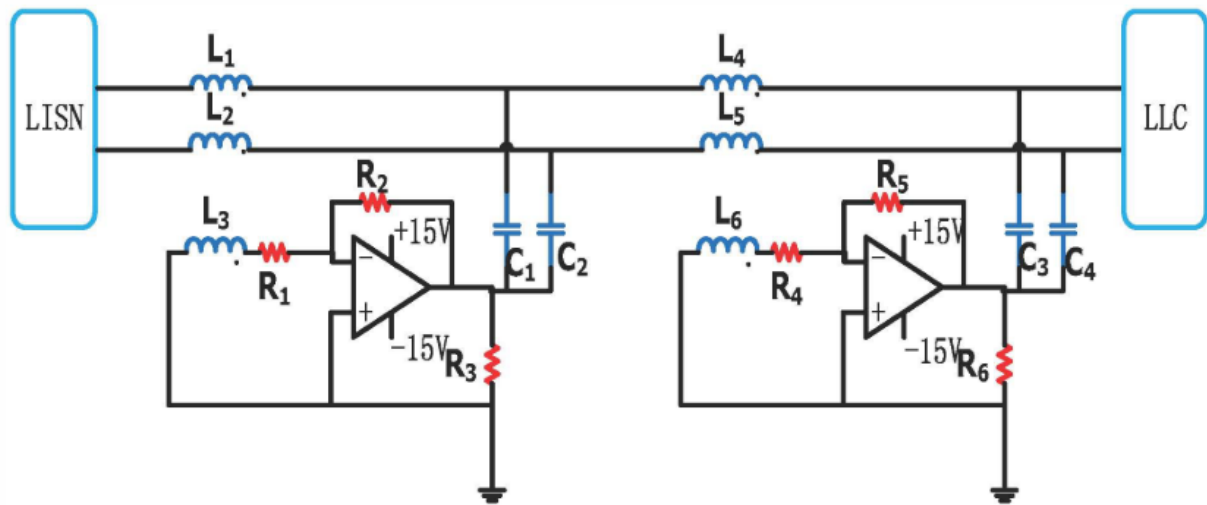 L1
L4
L2
L5
LISN
LLC
R2
R5
L3
L6
+15V
+15V
−
−
R1
C1
C2
R4
C3
C4
+
+
−15V
−15V
R3
R6